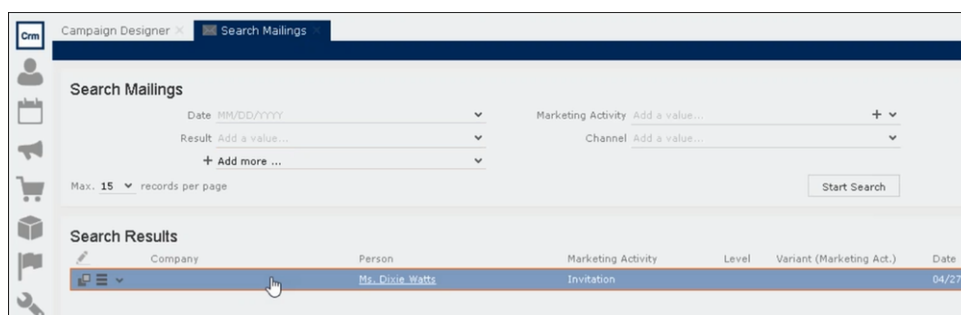 Crm
Campaign Designer × Search Mailings ×
Search Mailings
Date MM/DD/YYYY Marketing Activity Add a value... +
Result Add a value... Channel Add a value...
+ Add more ...
Max. 15 records per page Start Search
Search Results
Company Person Marketing Activity Level Variant (Marketing Act.) Date
Ms. Dixie Watts Invitation 04/27